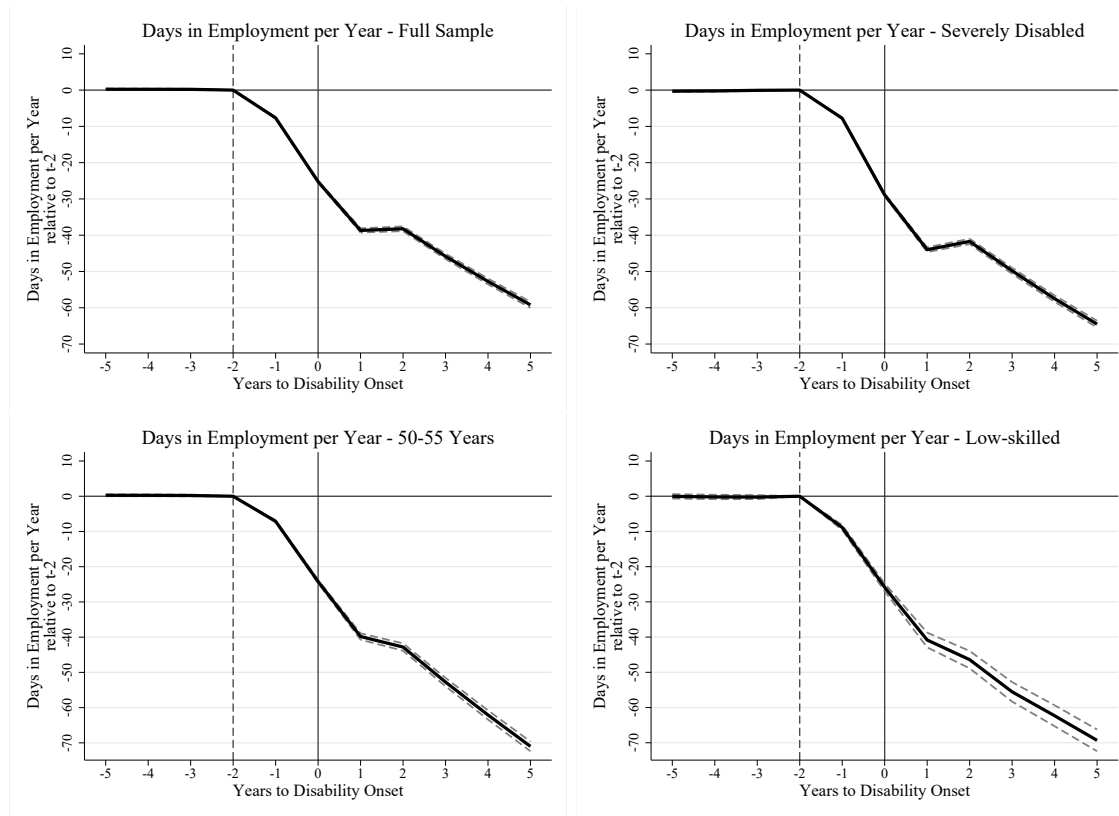 Days in Employment per Year - Full Sample
Days in Employment per Year
relative to t-2
10
0
-10
-20
-30
-40
-50
-60
-70
-5 -4 -3 -2 -1 0 1 2 3 4 5
Years to Disability Onset
Days in Employment per Year - Severely Disabled
Days in Employment per Year
relative to t-2
10
0
-10
-20
-30
-40
-50
-60
-70
-5 -4 -3 -2 -1 0 1 2 3 4 5
Years to Disability Onset
Days in Employment per Year - 50-55 Years
Days in Employment per Year
relative to t-2
10
0
-10
-20
-30
-40
-50
-60
-70
-5 -4 -3 -2 -1 0 1 2 3 4 5
Years to Disability Onset
Days in Employment per Year - Low-skilled
Days in Employment per Year
relative to t-2
10
0
-10
-20
-30
-40
-50
-60
-70
-5 -4 -3 -2 -1 0 1 2 3 4 5
Years to Disability Onset